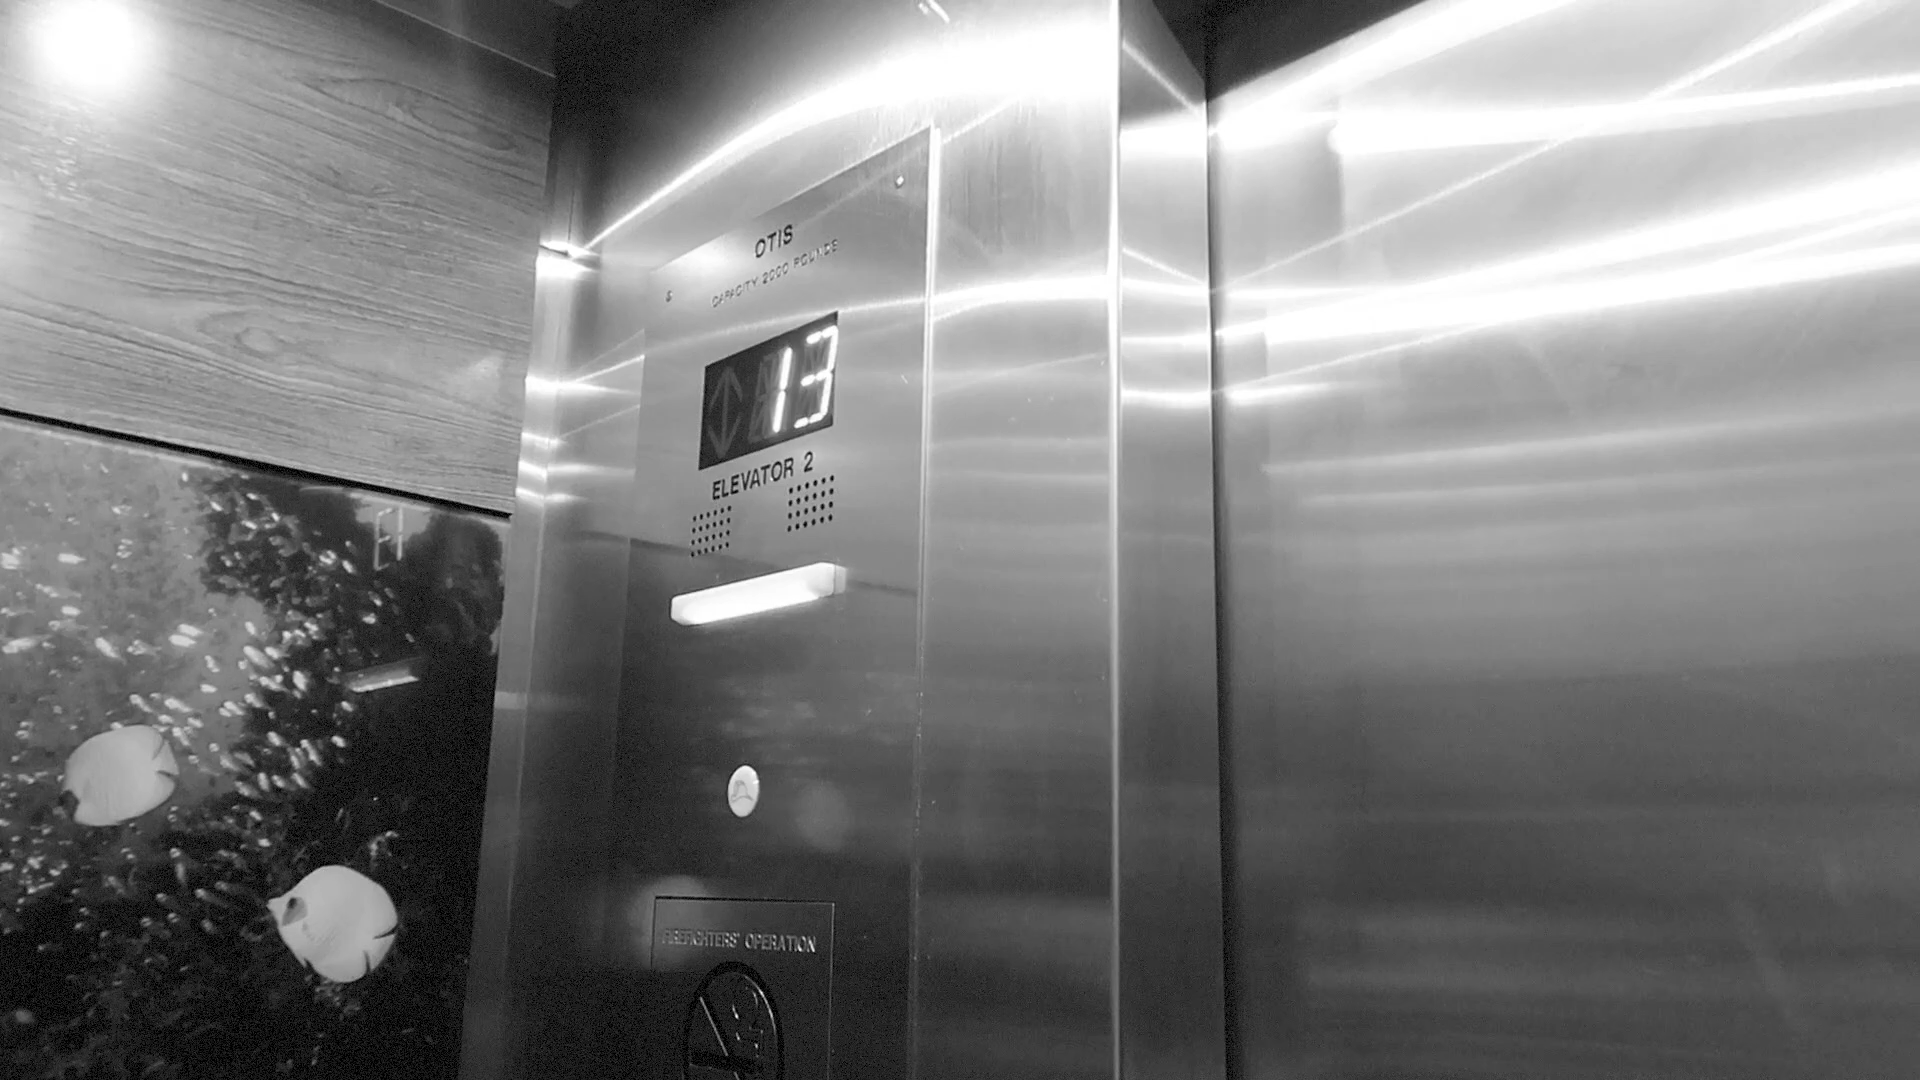 OTIS
CAPACITY 2000 POUNDS
13
ELEVATOR 2
FIREFIGHTERS' OPERATION